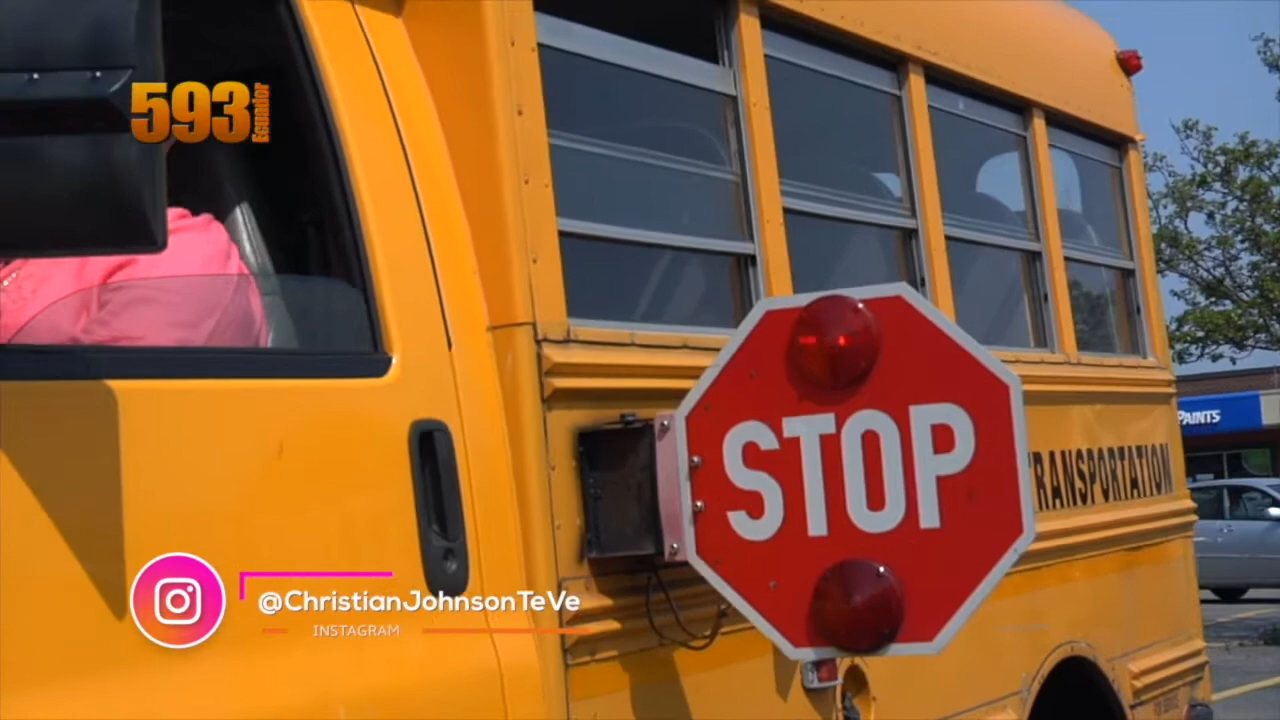 593
Ecuador
STOP
TRANSPORTATION
PAINTS
@ChristianJohnsonTeVe
INSTAGRAM